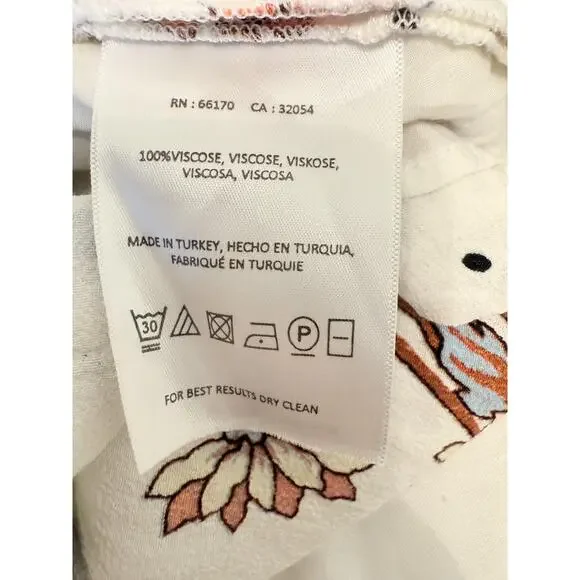 RN : 66170 CA : 32054
100%VISCOSE, VISCOSE, VISKOSE,
VISCOSA, VISCOSA
MADE IN TURKEY, HECHO EN TURQUIA,
FABRIQUÉ EN TURQUIE
30 P
FOR BEST RESULTS DRY CLEAN